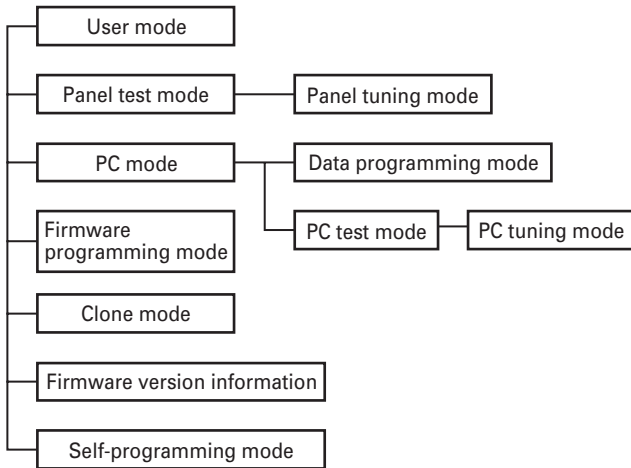 User mode
Panel test mode
Panel tuning mode
PC mode
Data programming mode
PC test mode
PC tuning mode
Firmware
programming mode
Clone mode
Firmware version information
Self-programming mode